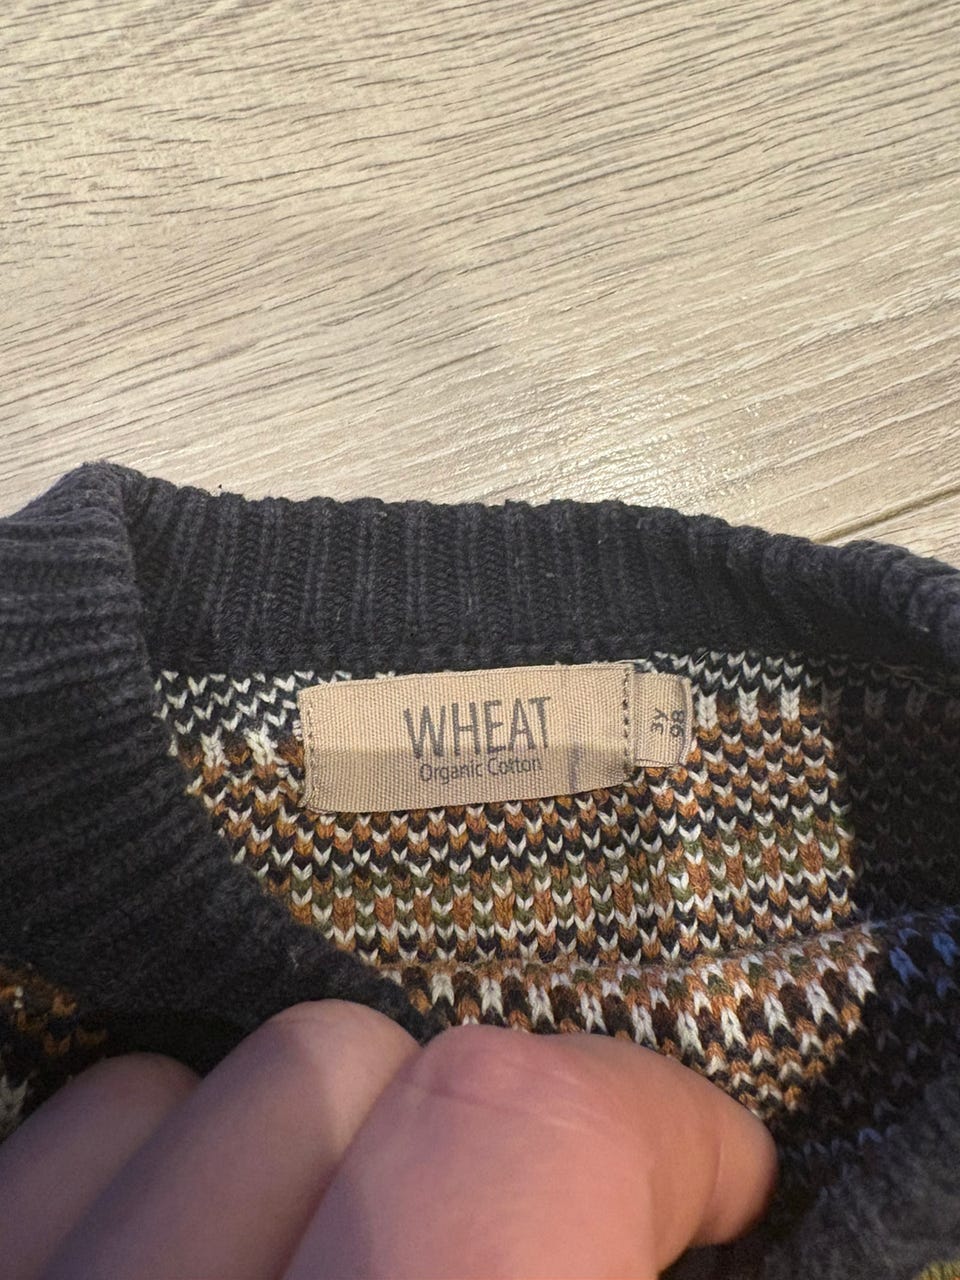 WHEAT
Organic Cotton
3Y
98